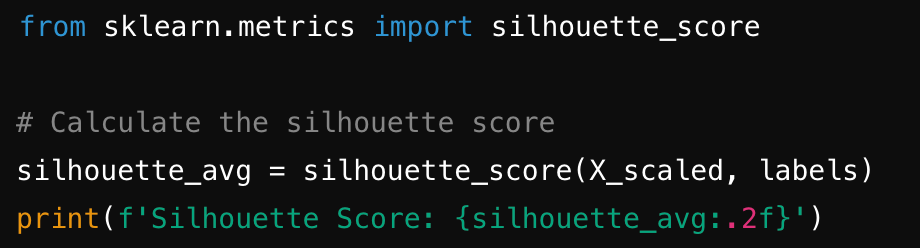 from sklearn.metrics import silhouette_score
# Calculate the silhouette score
silhouette_avg = silhouette_score(X_scaled, labels)
print(f'Silhouette Score: {silhouette_avg:.2f}')